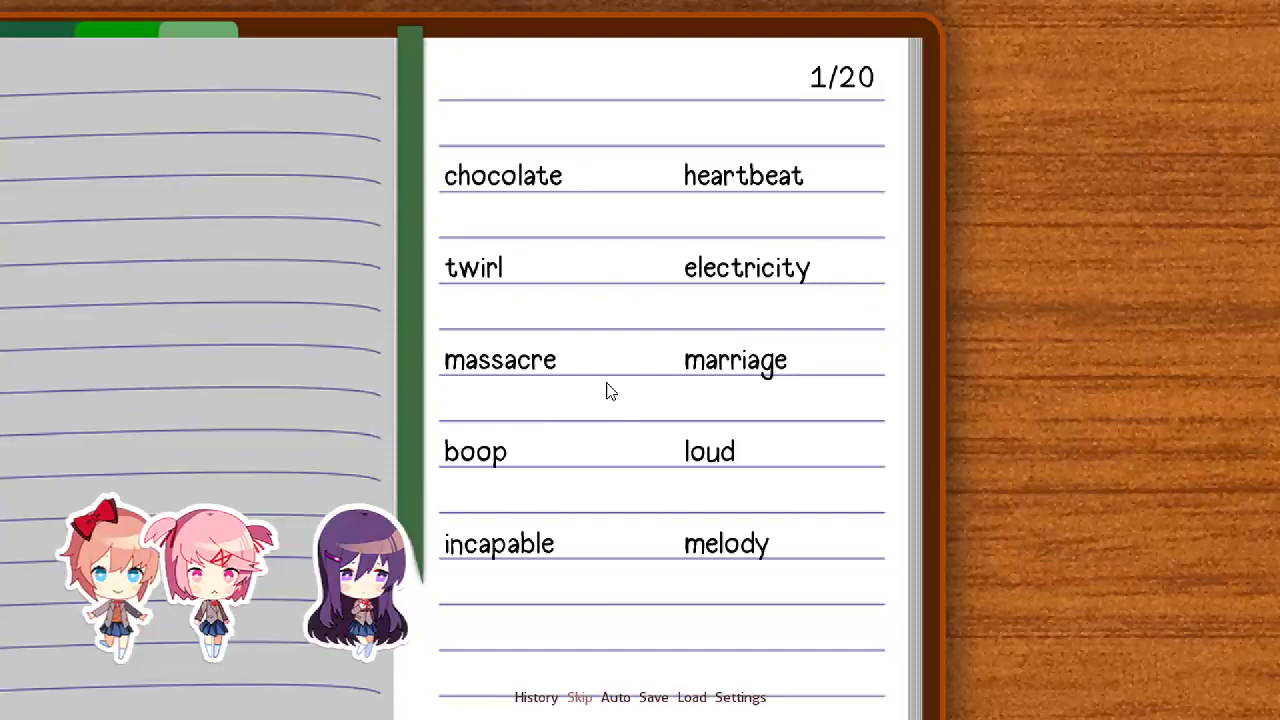 1/20
chocolate heartbeat
twirl electricity
massacre marriage
boop loud
incapable melody
History Skip Auto Save Load Settings